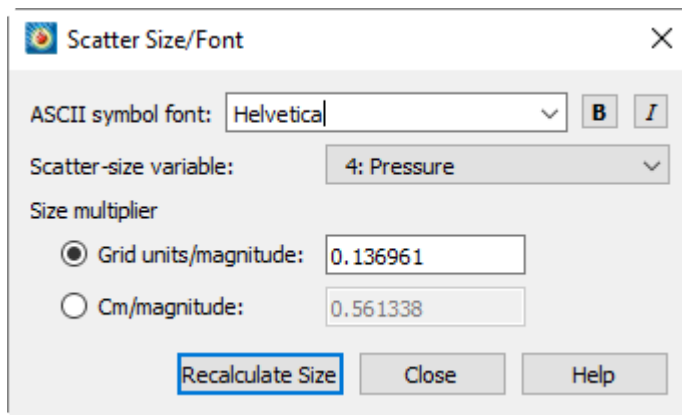 Scatter Size/Font
ASCII symbol font: Helvetica B I
Scatter-size variable: 4: Pressure
Size multiplier
Grid units/magnitude: 0.136961
Cm/magnitude: 0.561338
Recalculate Size Close Help